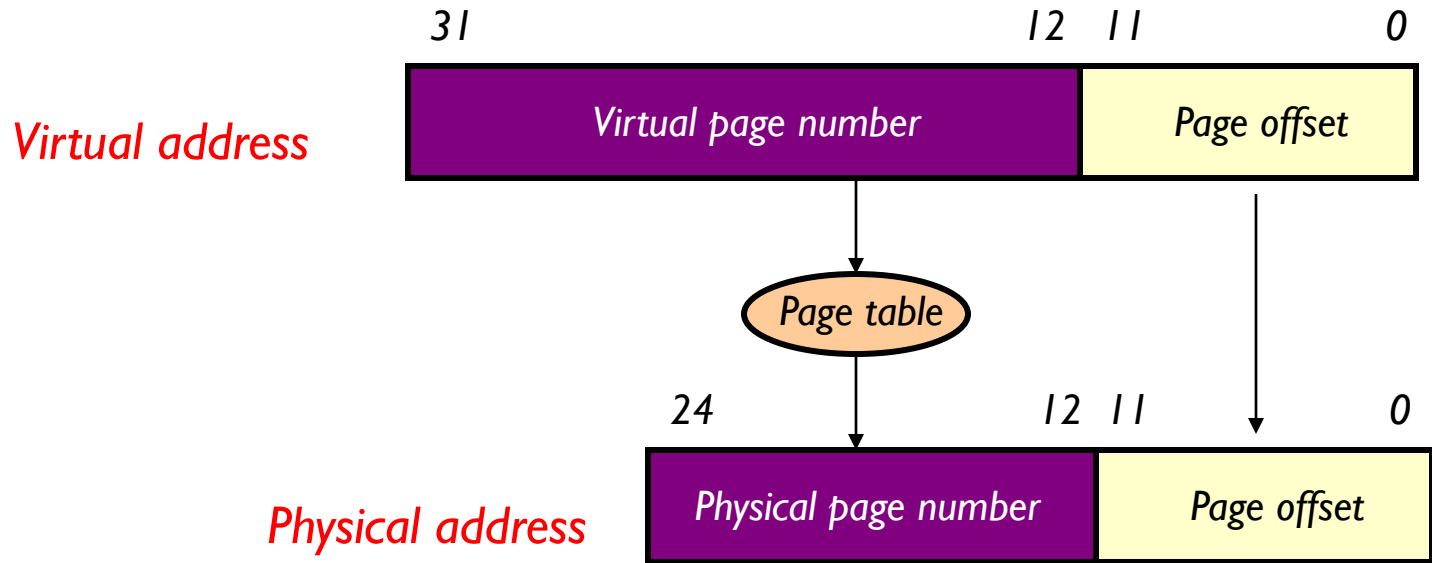 31 12 11 0
Virtual address
Virtual page number
Page offset
Page table
24 12 11 0
Physical address
Physical page number
Page offset